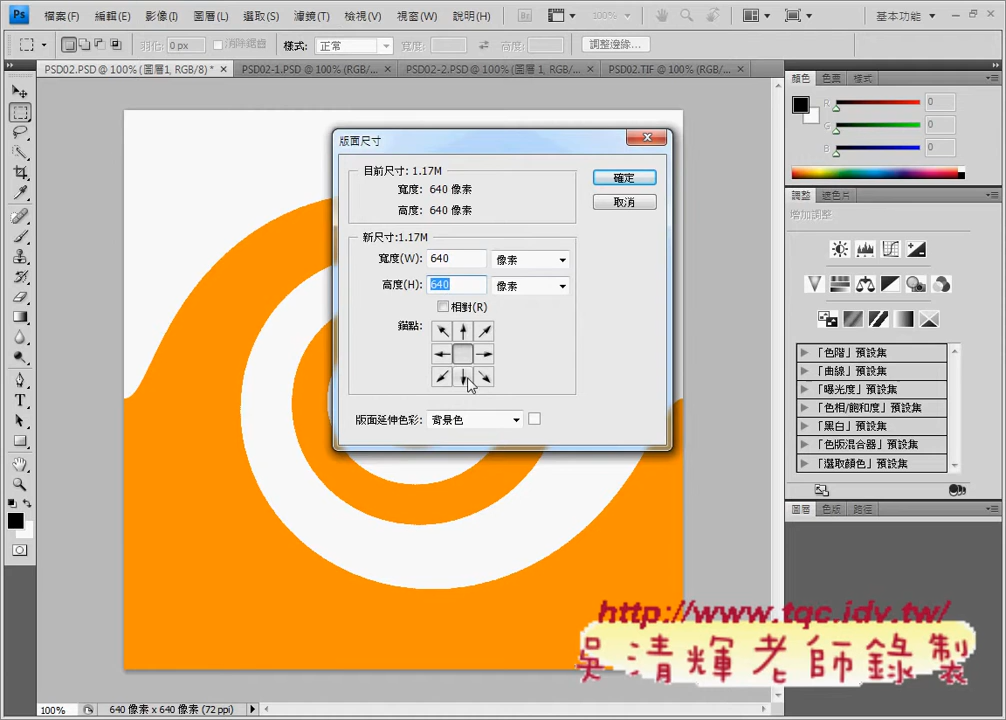 Ps 檔案(F) 編輯(E) 影像(I) 圖層(L) 選取(S) 濾鏡(T) 檢視(V) 視窗(W) 說明(H) Br 100% 基本功能
羽化: 0 px 消除鋸齒 樣式: 正常 寬度: 高度: 調整邊緣...
PSD02.PSD @ 100% (圖層1, RGB/8) * PSD02-1.PSD @ 100% (RGB/... PSD02-2.PSD @ 100% (圖層 1, RGB/8) PSD02.TIF @ 100% (RGB/...
顏色 色票 樣式
R 0
G 0
B 0
調整 遮色片
增加調整
「色階」預設集
「曲線」預設集
「曝光度」預設集
「色相/飽和度」預設集
「黑白」預設集
「色版混合器」預設集
「選取顏色」預設集
圖層 色版 路徑
版面尺寸
目前尺寸: 1.17M
寬度: 640 像素
高度: 640 像素
確定
取消
新尺寸:1.17M
寬度(W): 640 像素
高度(H): 640 像素
相對(R)
錨點:
版面延伸色彩: 背景色
T
http://www.tqc.idv.tw/
吳清輝老師錄製
100% 640 像素 x 640 像素 (72 ppi)